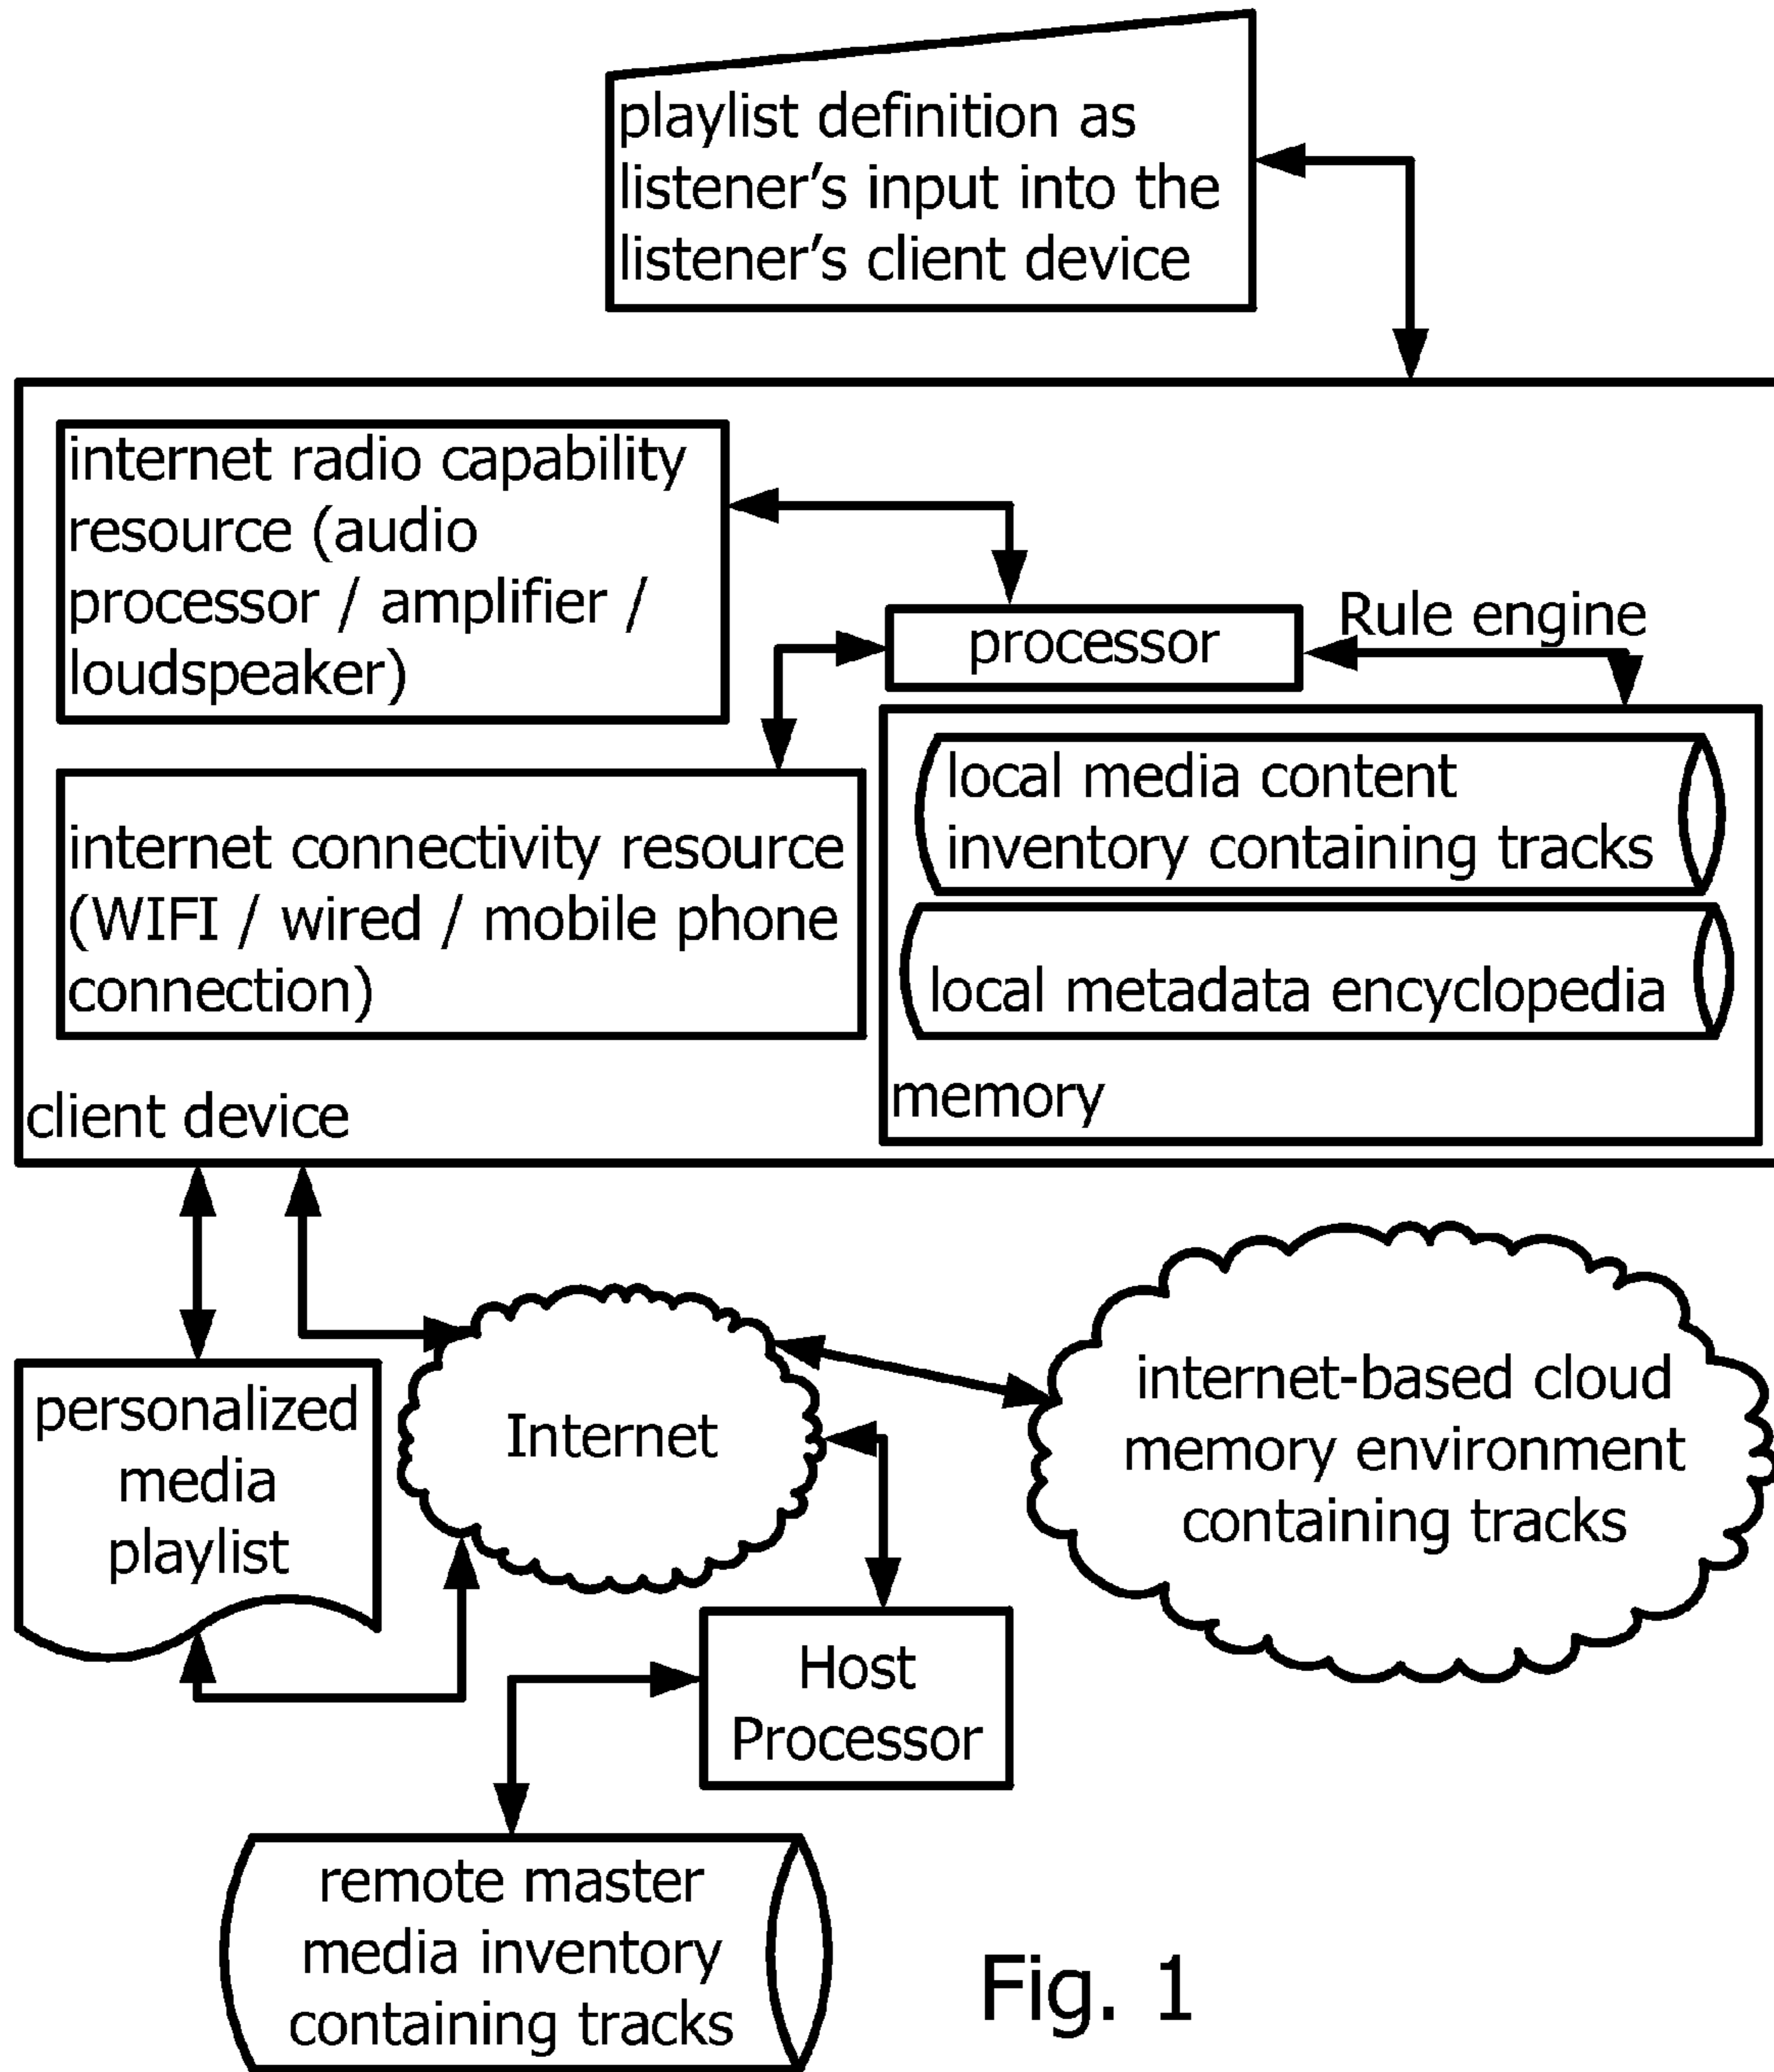 playlist definition as
listener's input into the
listener's client device
internet radio capability
resource (audio
processor / amplifier /
loudspeaker)
processor
Rule engine
local media content
inventory containing tracks
internet connectivity resource
(WIFI / wired / mobile phone
connection)
local metadata encyclopedia
memory
client device
personalized
media
playlist
Internet
internet-based cloud
memory environment
containing tracks
Host
Processor
remote master
media inventory
containing tracks
Fig. 1